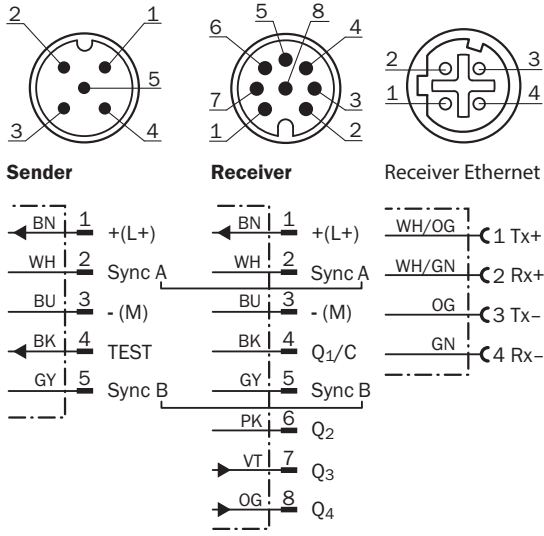 2 1
5
3 4
5 8
6 4
7 3
1 2
2 3
1 4
Sender
Receiver
Receiver Ethernet
BN 1 +(L+)
WH 2 Sync A
BU 3 - (M)
BK 4 TEST
GY 5 Sync B
BN 1 +(L+)
WH 2 Sync A
BU 3 - (M)
BK 4 Q1/C
GY 5 Sync B
PK 6 Q2
VT 7 Q3
OG 8 Q4
WH/OG 1 Tx+
WH/GN 2 Rx+
OG 3 Tx–
GN 4 Rx–